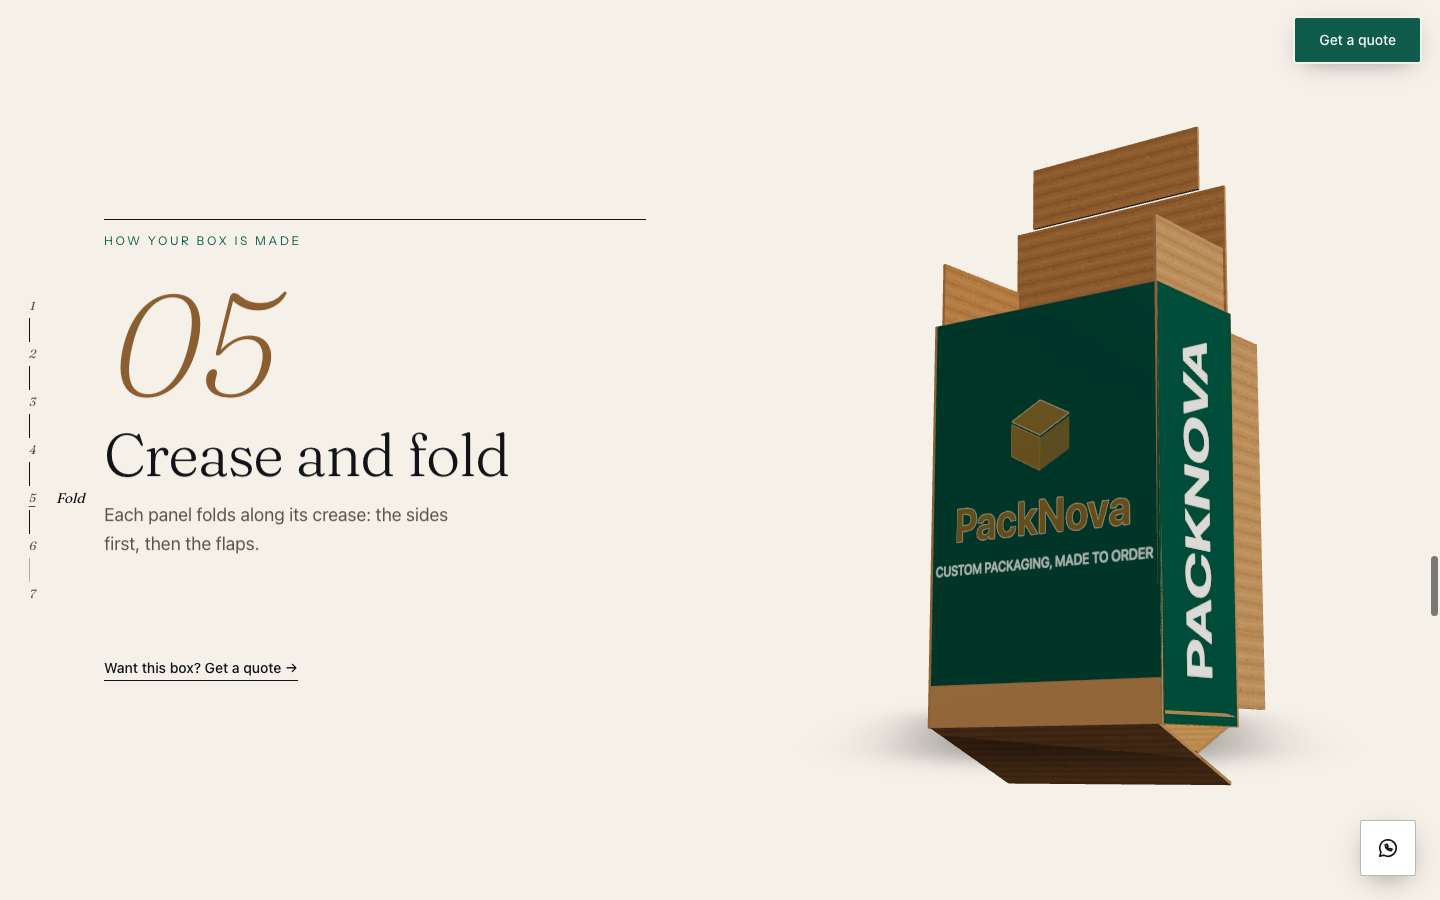 Get a quote
HOW YOUR BOX IS MADE
05
Crease and fold
Each panel folds along its crease: the sides
first, then the flaps.
Want this box? Get a quote →
1
2
3
4
5 Fold
6
7
PackNova
CUSTOM PACKAGING, MADE TO ORDER
PACKNOVA